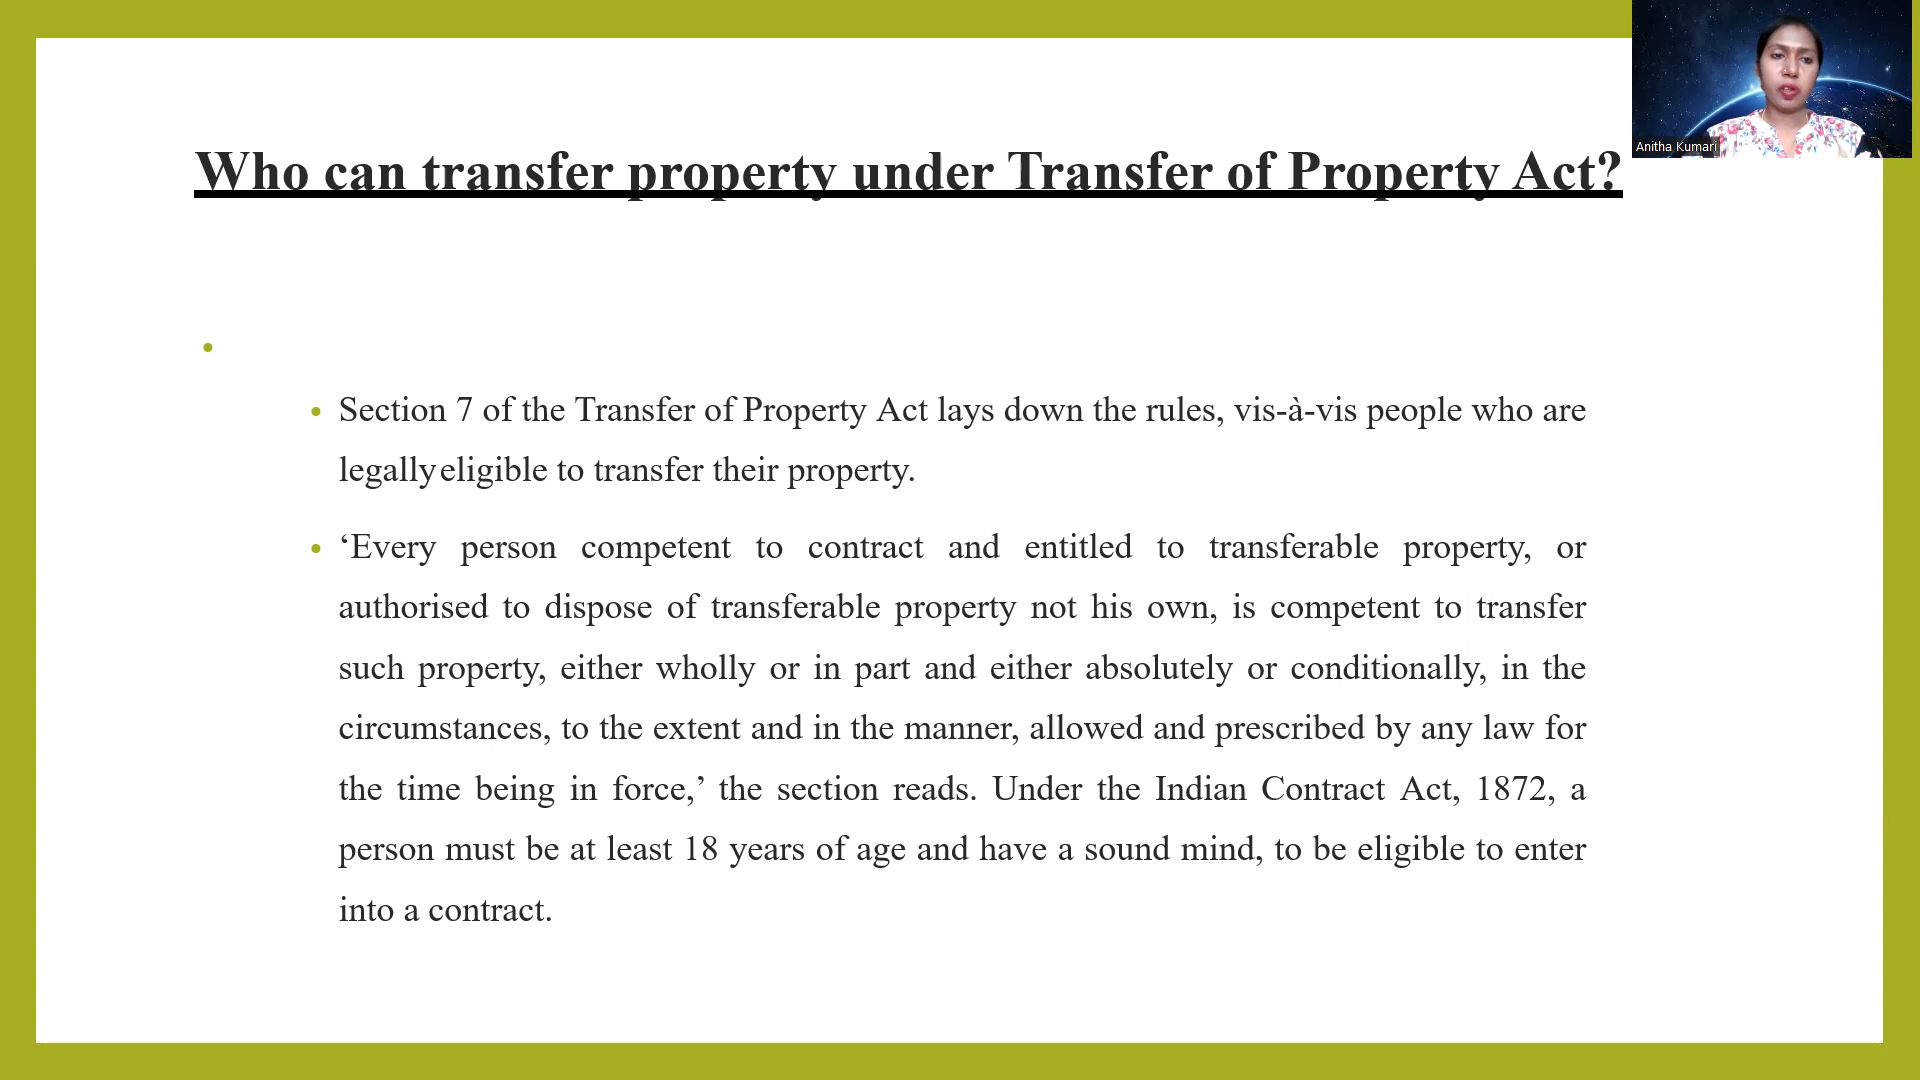 Anitha Kumari
Who can transfer property under Transfer of Property Act?
Section 7 of the Transfer of Property Act lays down the rules, vis-à-vis people who are
legally eligible to transfer their property.
‘Every person competent to contract and entitled to transferable property, or
authorised to dispose of transferable property not his own, is competent to transfer
such property, either wholly or in part and either absolutely or conditionally, in the
circumstances, to the extent and in the manner, allowed and prescribed by any law for
the time being in force,’ the section reads. Under the Indian Contract Act, 1872, a
person must be at least 18 years of age and have a sound mind, to be eligible to enter
into a contract.